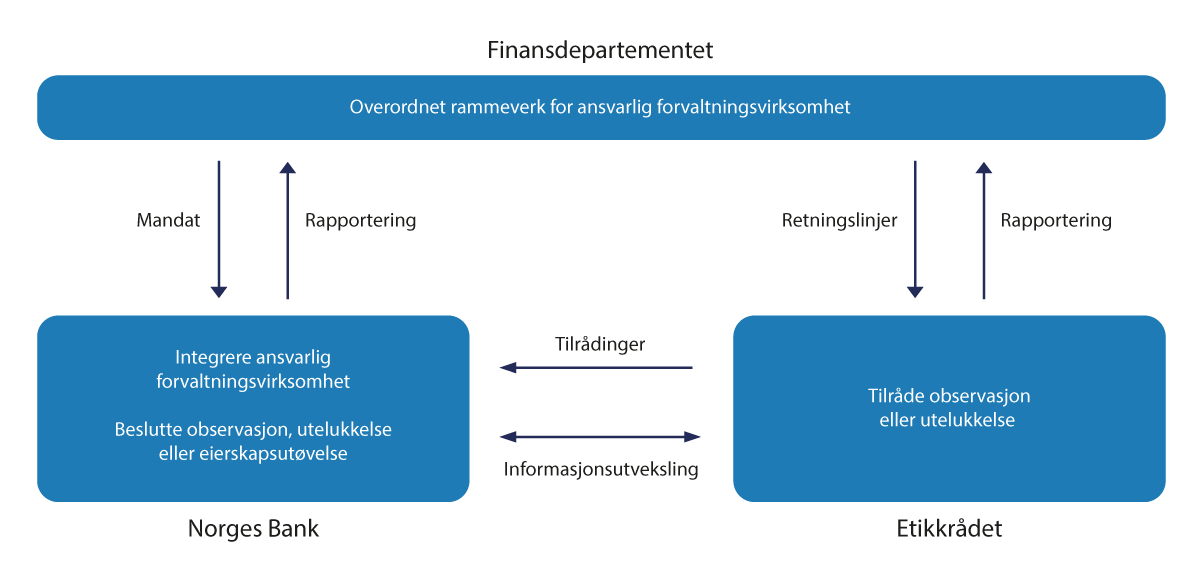 Finansdepartementet
Overordnet rammeverk for ansvarlig forvaltningsvirksomhet
Mandat
Rapportering
Retningslinjer
Rapportering
Integrere ansvarlig
forvaltningsvirksomhet
Beslutte observasjon, utelukkelse
eller eierskapsutøvelse
Tilrådinger
Informasjonsutveksling
Tilråde observasjon
eller utelukkelse
Norges Bank
Etikkrådet